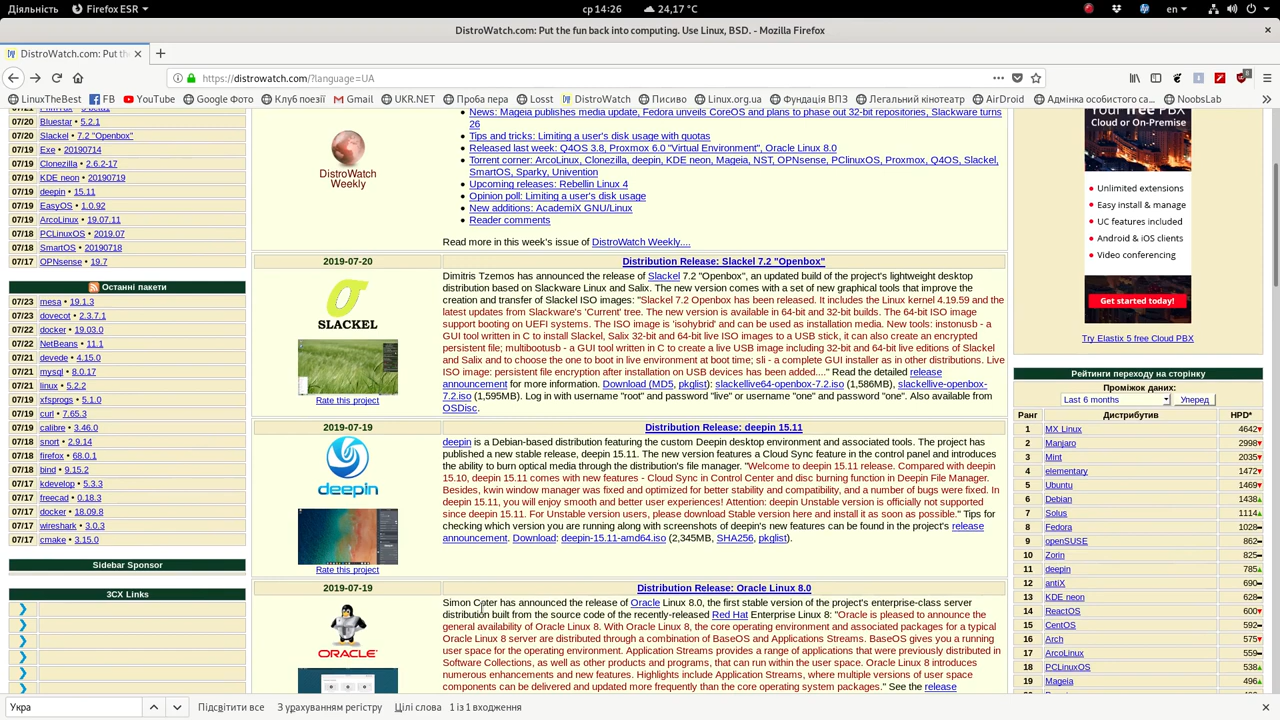 Діяльність
Firefox ESR
ср 14:26
24,17 °C
en
DistroWatch.com: Put the fun back into computing. Use Linux, BSD. - Mozilla Firefox
DistroWatch.com: Put th
https://distrowatch.com/?language=UA
LinuxTheBest
FB
YouTube
Google Фото
Клуб поезії
Gmail
UKR.NET
Проба пера
Losst
DistroWatch
Писиво
Linux.org.ua
Фундація ВПЗ
Легальний кінотеатр
AirDroid
Адмінка особистого са...
NoobsLab
07/20 Bluestar • 5.2.1
07/20 Slackel • 7.2 "Openbox"
07/19 Exe • 20190714
07/19 Clonezilla • 2.6.2-17
07/19 KDE neon • 20190719
07/19 deepin • 15.11
07/19 EasyOS • 1.0.92
07/19 ArcoLinux • 19.07.11
07/18 PCLinuxOS • 2019.07
07/18 SmartOS • 20190718
07/17 OPNsense • 19.7
Останні пакети
07/23 mesa • 19.1.3
07/23 dovecot • 2.3.7.1
07/22 docker • 19.03.0
07/22 NetBeans • 11.1
07/21 devede • 4.15.0
07/21 mysql • 8.0.17
07/21 linux • 5.2.2
07/19 xfsprogs • 5.1.0
07/19 curl • 7.65.3
07/19 calibre • 3.46.0
07/18 snort • 2.9.14
07/18 firefox • 68.0.1
07/18 bind • 9.15.2
07/17 kdevelop • 5.3.3
07/17 freecad • 0.18.3
07/17 docker • 18.09.8
07/17 wireshark • 3.0.3
07/17 cmake • 3.15.0
Sidebar Sponsor
3CX Links
DistroWatch
Weekly
• News: Mageia publishes media update, Fedora unveils CoreOS and plans to phase out 32-bit repositories, Slackware turns
26
• Tips and tricks: Limiting a user's disk usage with quotas
• Released last week: Q4OS 3.8, Proxmox 6.0 "Virtual Environment", Oracle Linux 8.0
• Torrent corner: ArcoLinux, Clonezilla, deepin, KDE neon, Mageia, NST, OPNsense, PCLinuxOS, Proxmox, Q4OS, Slackel,
SmartOS, Sparky, Univention
• Upcoming releases: Rebellin Linux 4
• Opinion poll: Limiting a user's disk usage
• New additions: AcademiX GNU/Linux
• Reader comments
Read more in this week's issue of DistroWatch Weekly....
2019-07-20
Distribution Release: Slackel 7.2 "Openbox"
SLACKEL
Rate this project
Dimitris Tzemos has announced the release of Slackel 7.2 "Openbox", an updated build of the project's lightweight desktop
distribution based on Slackware Linux and Salix. The new version comes with a set of new graphical tools that improve the
creation and transfer of Slackel ISO images: "Slackel 7.2 Openbox has been released. It includes the Linux kernel 4.19.59 and the
latest updates from Slackware's 'Current' tree. The new version is available in 64-bit and 32-bit builds. The 64-bit ISO image
support booting on UEFI systems. The ISO image is 'isohybrid' and can be used as installation media. New tools: instonusb - a
GUI tool written in C to install Slackel, Salix 32-bit and 64-bit live ISO images to a USB stick, it can also create an encrypted
persistent file; multibootusb - a GUI tool written in C to create a live USB image including 32-bit and 64-bit live editions of Slackel
and Salix and to choose the one to boot in live environment at boot time; sli - a complete GUI installer as in other distributions. Live
ISO image: persistent file encryption after installation on USB devices has been added...." Read the detailed release
announcement for more information. Download (MD5, pkglist): slackellive64-openbox-7.2.iso (1,586MB), slackellive-openbox-
7.2.iso (1,595MB). Log in with username "root" and password "live" or username "one" and password "one". Also available from
OSDisc.
2019-07-19
Distribution Release: deepin 15.11
deepin
Rate this project
deepin is a Debian-based distribution featuring the custom Deepin desktop environment and associated tools. The project has
published a new stable release, deepin 15.11. The new version features a Cloud Sync feature in the control panel and introduces
the ability to burn optical media through the distribution's file manager. "Welcome to deepin 15.11 release. Compared with deepin
15.10, deepin 15.11 comes with new features - Cloud Sync in Control Center and disc burning function in Deepin File Manager.
Besides, kwin window manager was fixed and optimized for better stability and compatibility, and a number of bugs were fixed. In
deepin 15.11, you will enjoy smooth and better user experiences! Attention: deepin Unstable version is officially not supported
since deepin 15.11. For Unstable version users, please download Stable version here and install it as soon as possible." Tips for
checking which version you are running along with screenshots of deepin's new features can be found in the project's release
announcement. Download: deepin-15.11-amd64.iso (2,345MB, SHA256, pkglist).
2019-07-19
Distribution Release: Oracle Linux 8.0
ORACLE
Simon Coter has announced the release of Oracle Linux 8.0, the first stable version of the project's enterprise-class server
distribution built from the source code of the recently-released Red Hat Enterprise Linux 8: "Oracle is pleased to announce the
general availability of Oracle Linux 8. With Oracle Linux 8, the core operating environment and associated packages for a typical
Oracle Linux 8 server are distributed through a combination of BaseOS and Applications Streams. BaseOS gives you a running
user space for the operating environment. Application Streams provides a range of applications that were previously distributed in
Software Collections, as well as other products and programs, that can run within the user space. Oracle Linux 8 introduces
numerous enhancements and new features. Highlights include Application Streams, where multiple versions of user space
components can be delivered and updated more frequently than the core operating system packages." See the release
Your free PBX
Cloud or On-Premise
• Unlimited extensions
• Easy install & manage
• UC features included
• Android & iOS clients
• Video conferencing
Get started today!
Try Elastix 5 free Cloud PBX
Рейтинги переходу на сторінку
Проміжок даних:
Last 6 months Уперед
Ранг Дистрибутив HPD*
1 MX Linux 4642
2 Manjaro 2998
3 Mint 2035
4 elementary 1472
5 Ubuntu 1469
6 Debian 1438
7 Solus 1114
8 Fedora 1028
9 openSUSE 862
10 Zorin 825
11 deepin 785
12 antiX 690
13 KDE neon 628
14 ReactOS 600
15 CentOS 592
16 Arch 575
17 ArcoLinux 559
18 PCLinuxOS 538
19 Mageia 496
Укра
Підсвітити все
З урахуванням регістру
Цілі слова
1 із 1 входження